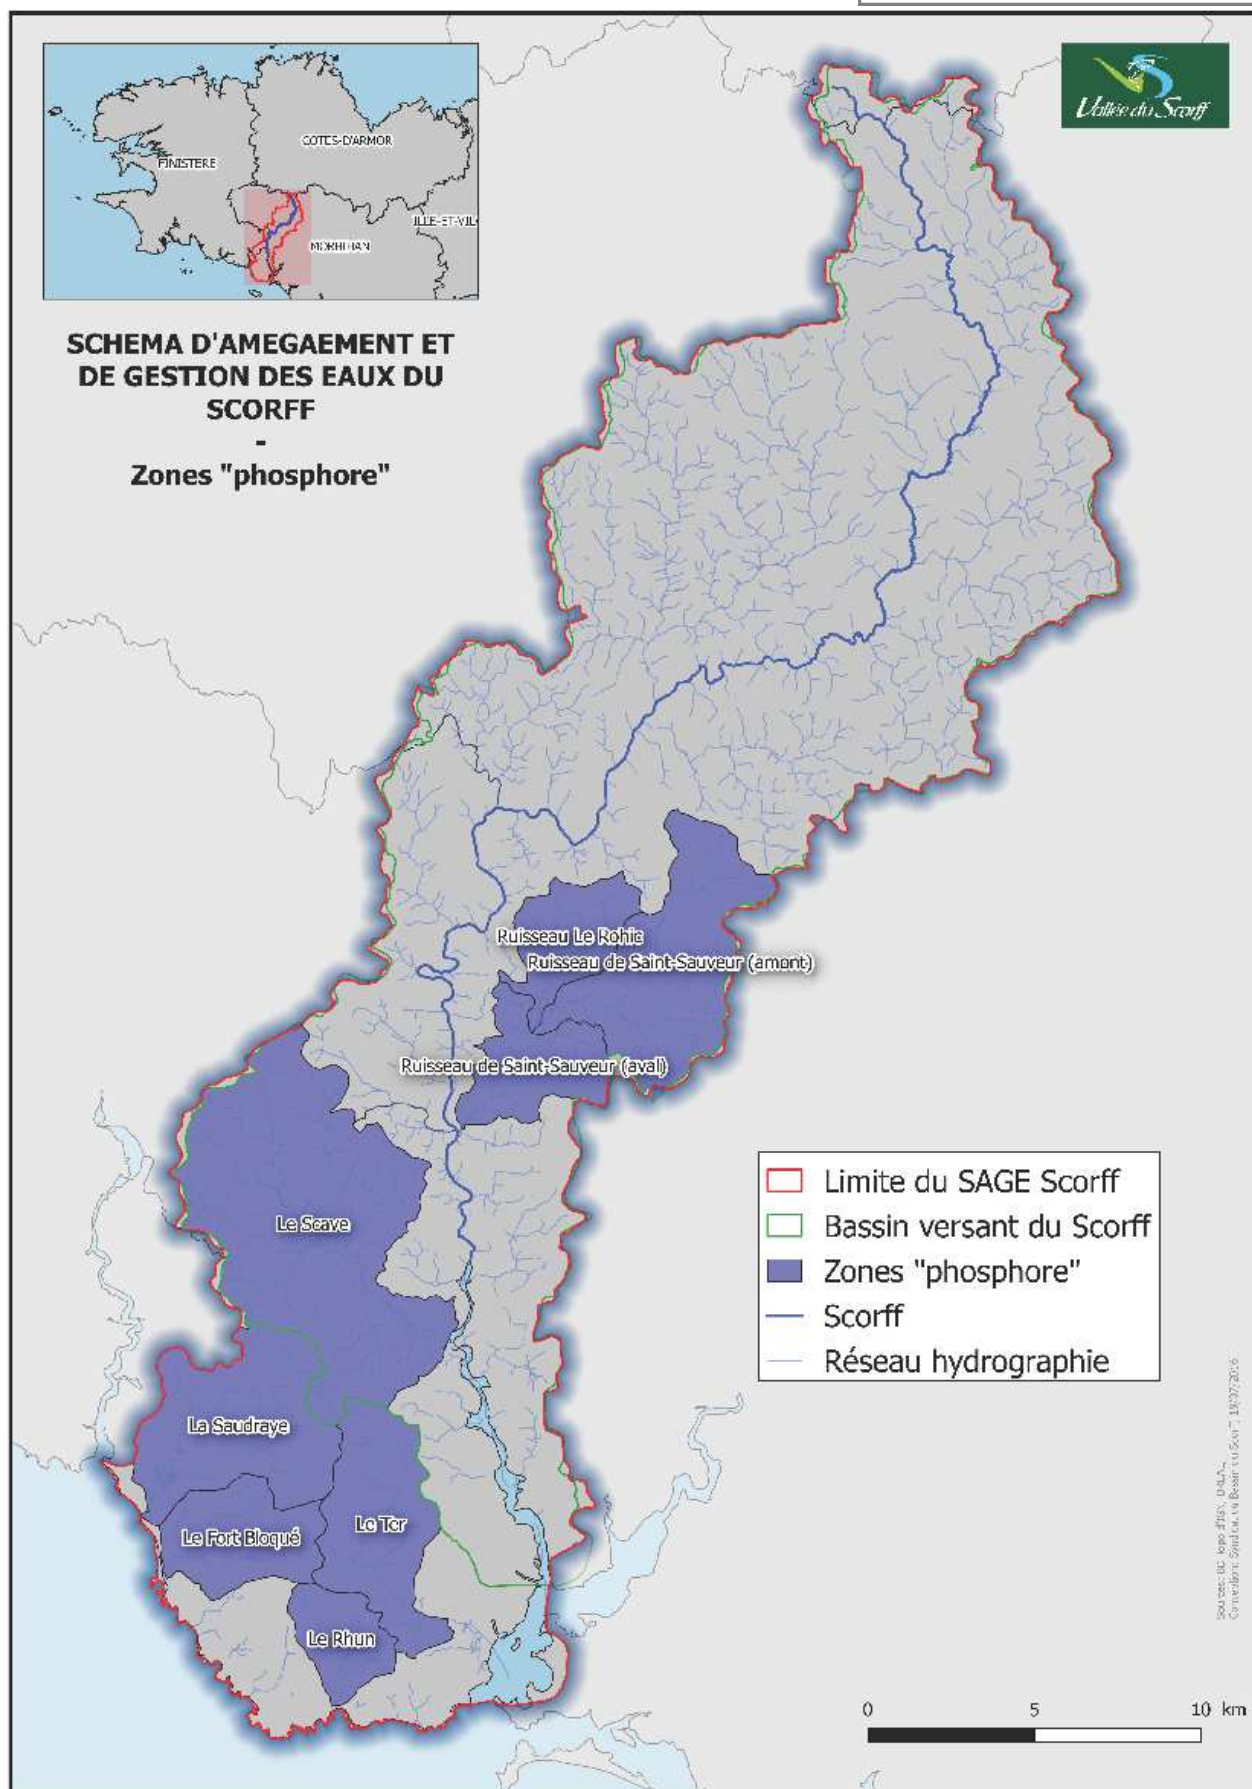 FINISTERE
COTES-D'ARMOR
ILLE-ET-VIL
MORBIHAN
Vallée du Scorff
SCHEMA D'AMEGAEMENT ET
DE GESTION DES EAUX DU
SCORFF
-
Zones "phosphore"
Ruisseau Le Rohic
Ruisseau de Saint-Sauveur (amont)
Ruisseau de Saint-Sauveur (aval)
Le Scave
La Saudraye
Le Fort Bloqué
Le Ter
Le Rhun
Limite du SAGE Scorff
Bassin versant du Scorff
Zones "phosphore"
Scorff
Réseau hydrographie
0 5 10 km